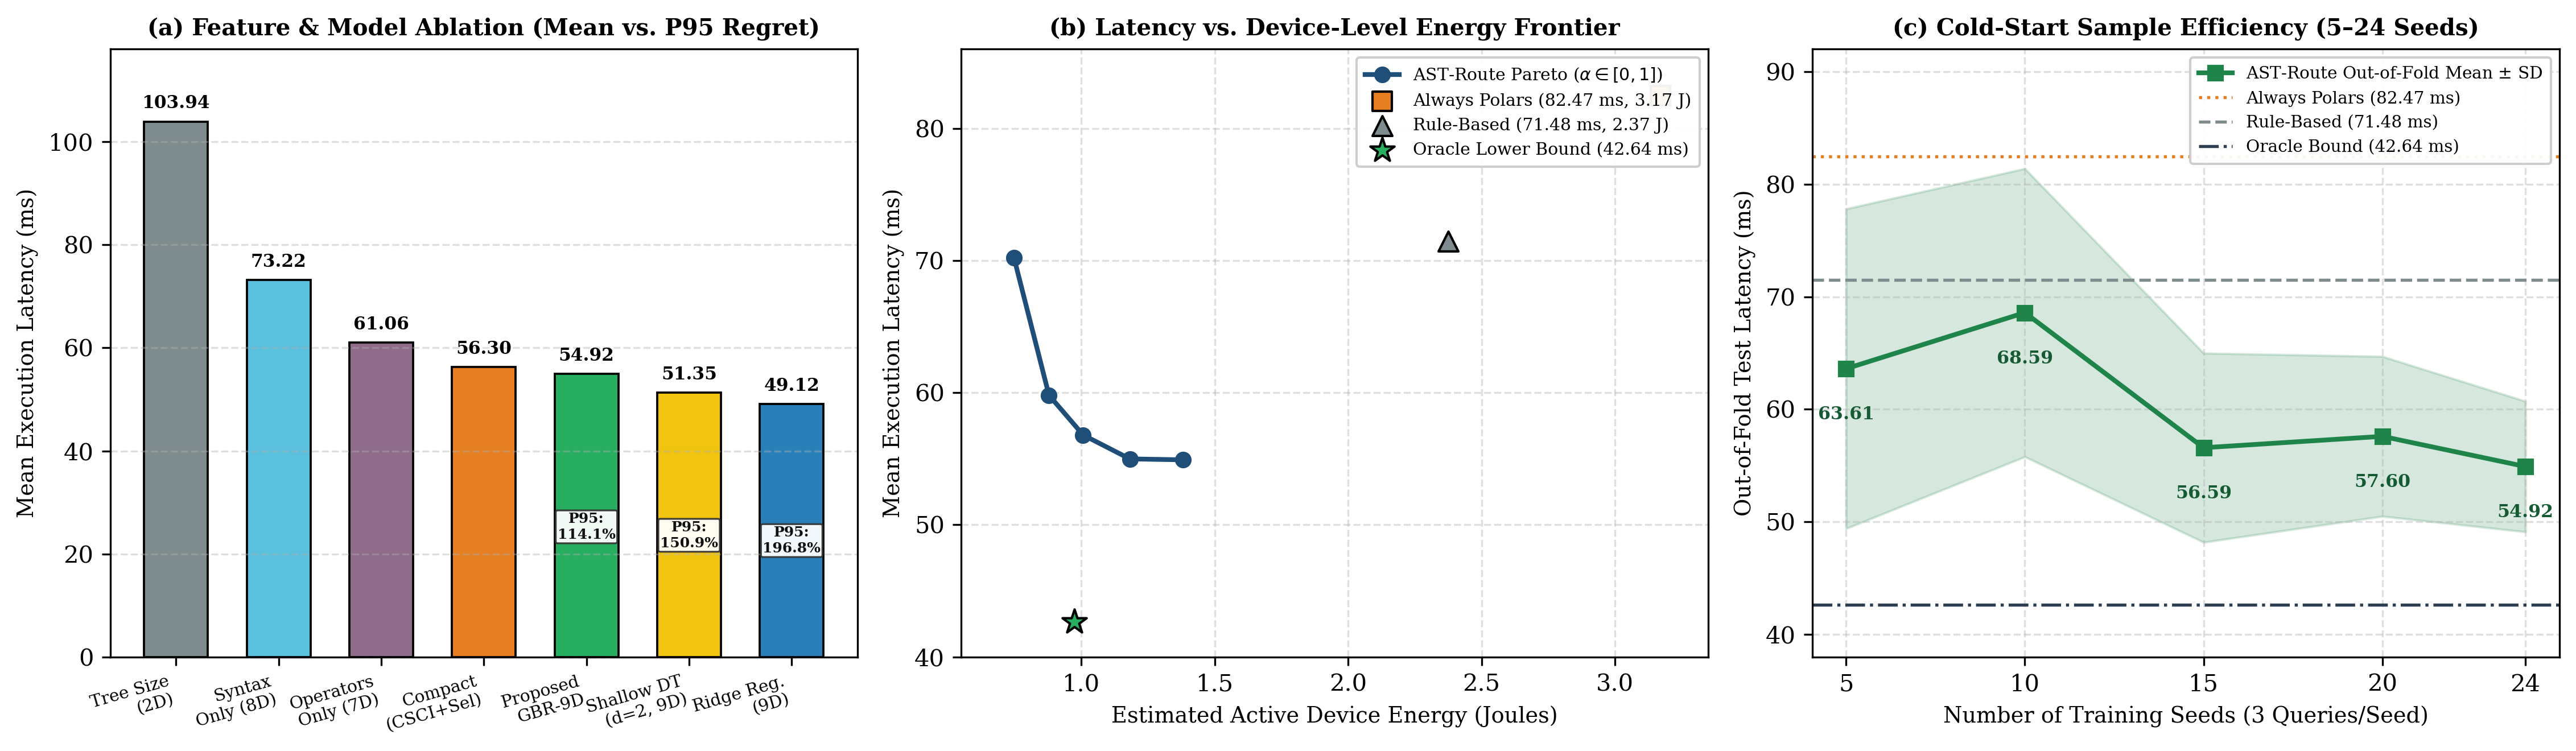 (a) Feature & Model Ablation (Mean vs. P95 Regret)
Mean Execution Latency (ms)
100
80
60
40
20
0
103.94
73.22
61.06
56.30
54.92
51.35
49.12
P95:
114.1%
P95:
150.9%
P95:
196.8%
Tree Size
(2D)
Syntax
Only (8D)
Operators
Only (7D)
Compact
(CSCI+Sel)
Proposed
GBR-9D
Shallow DT
(d=2, 9D)
Ridge Reg.
(9D)
(b) Latency vs. Device-Level Energy Frontier
Mean Execution Latency (ms)
80
70
60
50
40
AST-Route Pareto (α ∈ [0, 1])
Always Polars (82.47 ms, 3.17 J)
Rule-Based (71.48 ms, 2.37 J)
Oracle Lower Bound (42.64 ms)
1.0
1.5
2.0
2.5
3.0
Estimated Active Device Energy (Joules)
(c) Cold-Start Sample Efficiency (5–24 Seeds)
Out-of-Fold Test Latency (ms)
90
80
70
60
50
40
AST-Route Out-of-Fold Mean ± SD
Always Polars (82.47 ms)
Rule-Based (71.48 ms)
Oracle Bound (42.64 ms)
63.61
68.59
56.59
57.60
54.92
5
10
15
20
24
Number of Training Seeds (3 Queries/Seed)